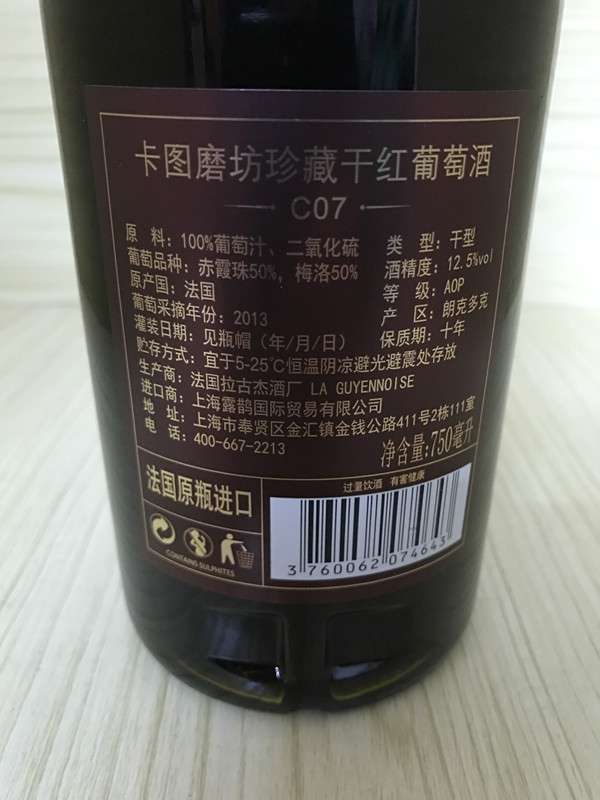 卡图磨坊珍藏干红葡萄酒
C07
原 料：100%葡萄汁、二氧化硫 类 型：干型
葡萄品种：赤霞珠50%，梅洛50% 酒精度：12.5%vol
原产国：法国 等 级：AOP
葡萄采摘年份：2013 产 区：朗克多克
灌装日期：见瓶帽（年/月/日） 保质期：十年
贮存方式：宜于5-25℃恒温阴凉避光避震处存放
生产商：法国拉古杰酒厂 LA GUYENNOISE
进口商：上海露鹊国际贸易有限公司
地 址：上海市奉贤区金汇镇金钱公路411号2栋111室
电 话：400-667-2213 净含量:750毫升
法国原瓶进口
过量饮酒 有害健康
CONTAINS SULPHITES
3 760062 074643